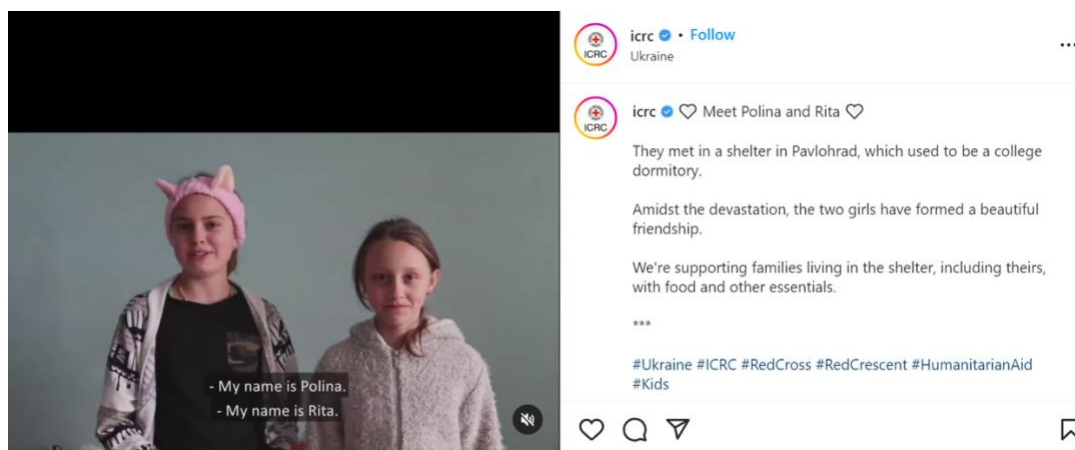 - My name is Polina.
- My name is Rita.
ICRC
icrc • Follow
Ukraine
ICRC
icrc ♡ Meet Polina and Rita ♡
They met in a shelter in Pavlohrad, which used to be a college
dormitory.
Amidst the devastation, the two girls have formed a beautiful
friendship.
We're supporting families living in the shelter, including theirs,
with food and other essentials.
***
#Ukraine #ICRC #RedCross #RedCrescent #HumanitarianAid
#Kids